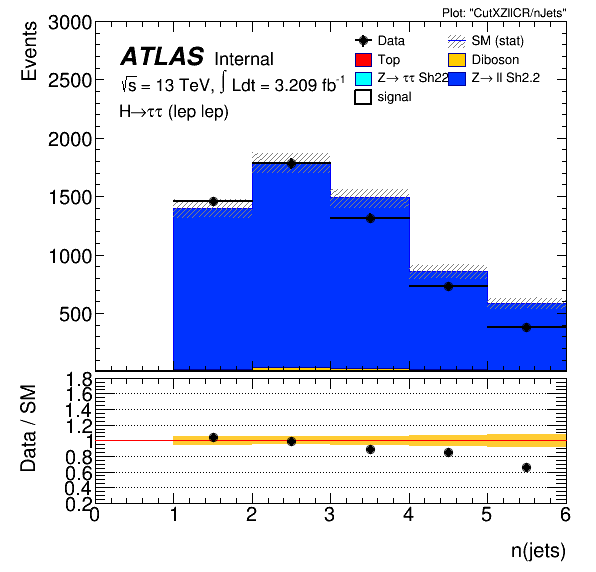 Plot: "CutXZllCR/nJets"
Events
3000
2500
2000
1500
1000
500
ATLAS Internal
√s = 13 TeV, ∫ Ldt = 3.209 fb⁻¹
H→ττ (lep lep)
Data
SM (stat)
Top
Diboson
Z→ ττ Sh22
Z→ ll Sh2.2
signal
Data / SM
1.8
1.6
1.4
1.2
1
0.8
0.6
0.4
0.2
0 1 2 3 4 5 6
n(jets)